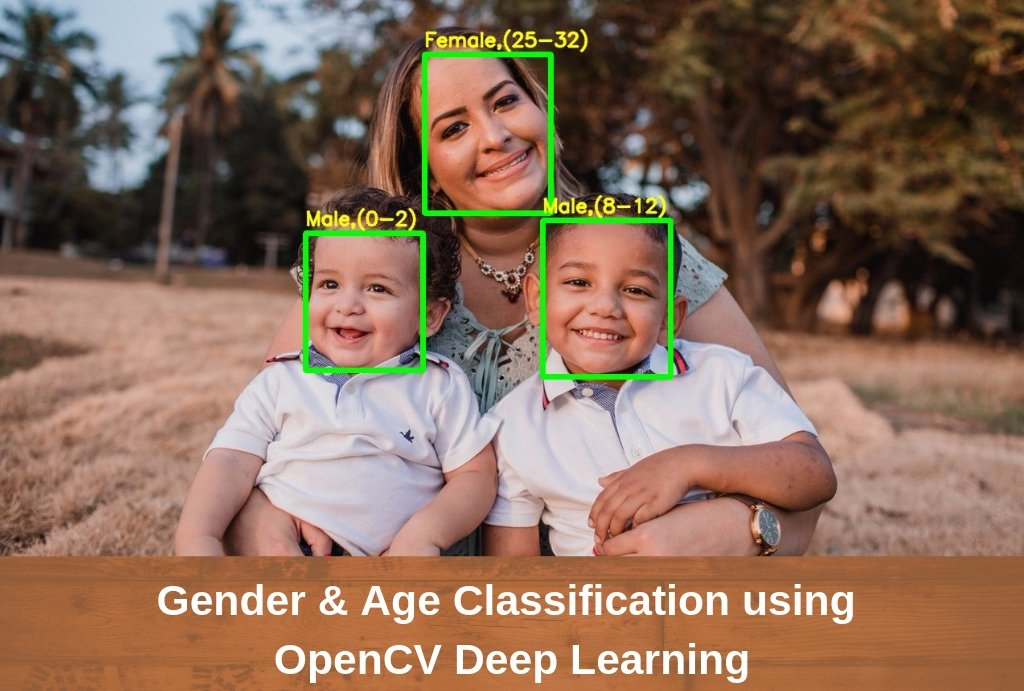 Female,(25-32)
Male,(0-2)
Male,(8-12)
Gender & Age Classification using
OpenCV Deep Learning